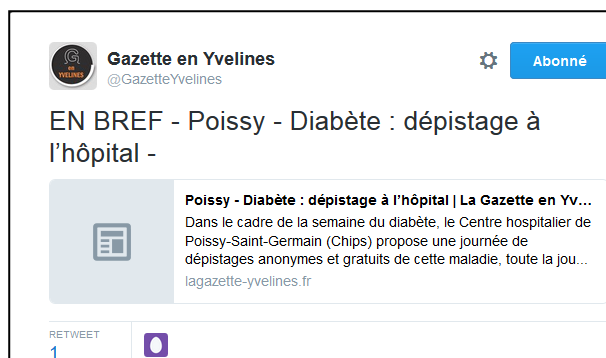 G
en
YVELINES
Gazette en Yvelines
@GazetteYvelines
Abonné
EN BREF - Poissy - Diabète : dépistage à
l'hôpital -
Poissy - Diabète : dépistage à l'hôpital | La Gazette en Yv...
Dans le cadre de la semaine du diabète, le Centre hospitalier de
Poissy-Saint-Germain (Chips) propose une journée de
dépistages anonymes et gratuits de cette maladie, toute la jou...
lagazette-yvelines.fr
RETWEET
1